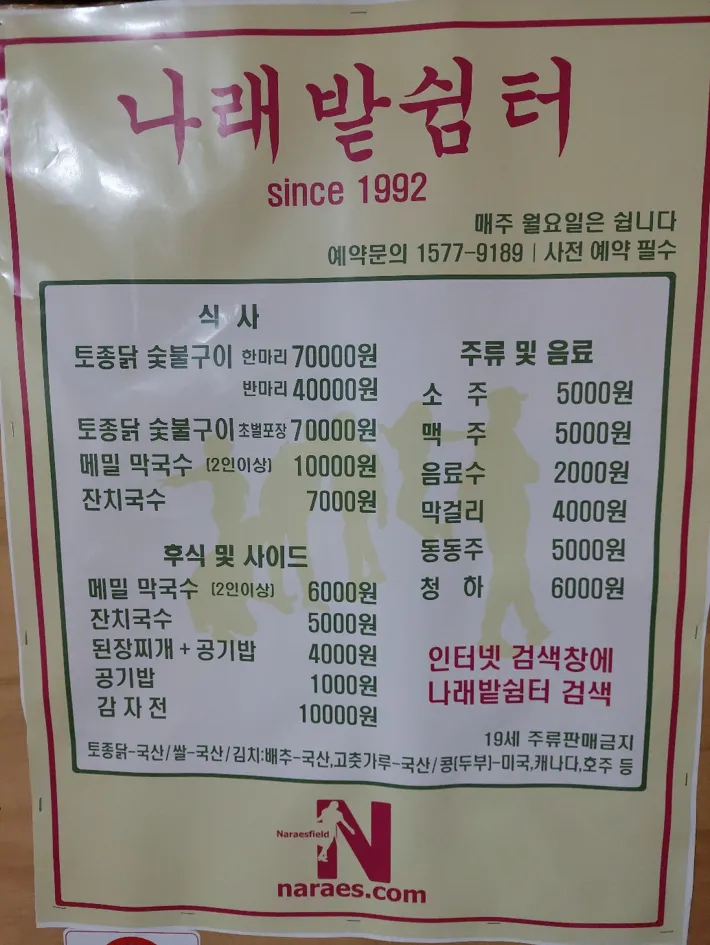 나래밭쉼터
since 1992
매주 월요일은 쉽니다
예약문의 1577-9189 | 사전 예약 필수
식 사
토종닭 숯불구이 한마리 70000원
반마리 40000원
토종닭 숯불구이 초벌포장 70000원
메밀 막국수 (2인이상) 10000원
잔치국수 7000원
후식 및 사이드
메밀 막국수 (2인이상) 6000원
잔치국수 5000원
된장찌개 + 공기밥 4000원
공기밥 1000원
감자전 10000원
주류 및 음료
소 주 5000원
맥 주 5000원
음료수 2000원
막걸리 4000원
동동주 5000원
청 하 6000원
인터넷 검색창에
나래밭쉼터 검색
19세 주류판매금지
토종닭-국산/쌀-국산/김치:배추-국산,고춧가루-국산/콩(두부)-미국,캐나다,호주 등
Naraesfield
N
naraes.com